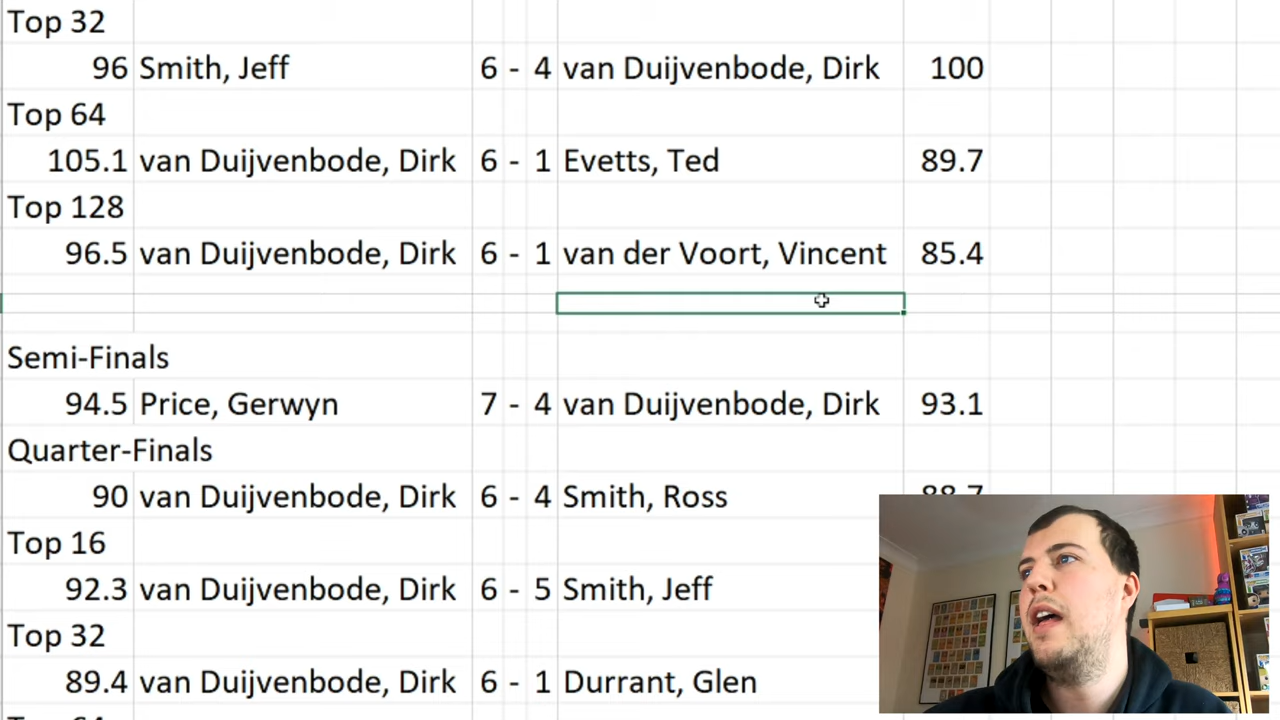 Top 32
96 Smith, Jeff 6 - 4 van Duijvenbode, Dirk 100
Top 64
105.1 van Duijvenbode, Dirk 6 - 1 Evetts, Ted 89.7
Top 128
96.5 van Duijvenbode, Dirk 6 - 1 van der Voort, Vincent 85.4
Semi-Finals
94.5 Price, Gerwyn 7 - 4 van Duijvenbode, Dirk 93.1
Quarter-Finals
90 van Duijvenbode, Dirk 6 - 4 Smith, Ross
Top 16
92.3 van Duijvenbode, Dirk 6 - 5 Smith, Jeff
Top 32
89.4 van Duijvenbode, Dirk 6 - 1 Durrant, Glen